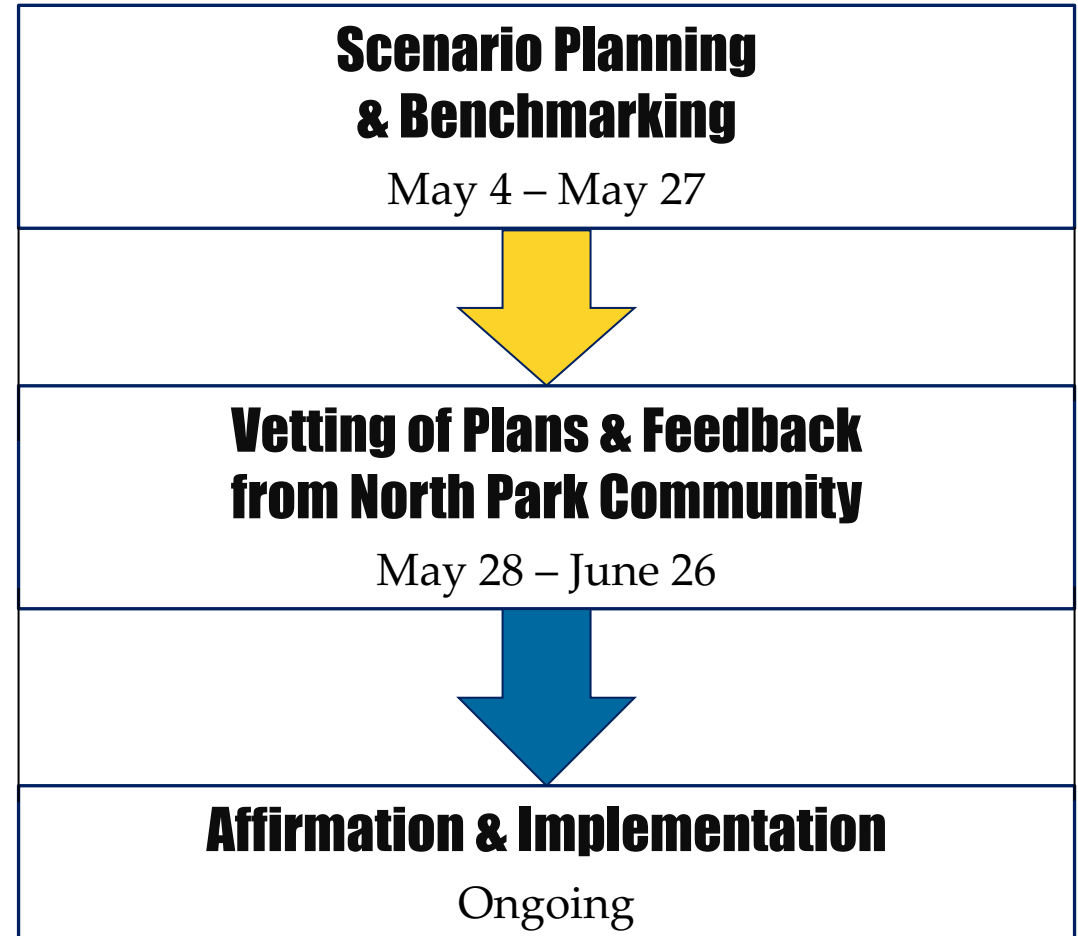 Scenario Planning
& Benchmarking
May 4 – May 27
Vetting of Plans & Feedback
from North Park Community
May 28 – June 26
Affirmation & Implementation
Ongoing